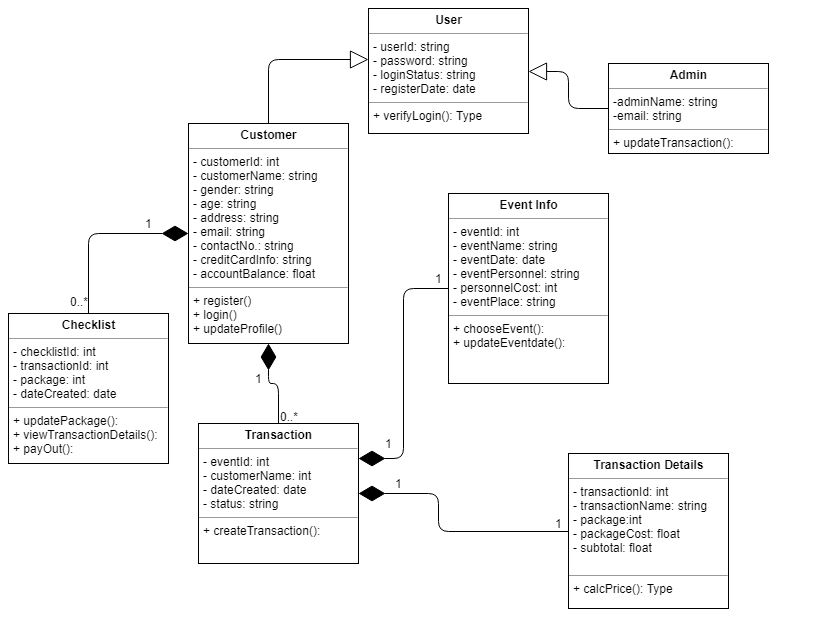 User
- userId: string
- password: string
- loginStatus: string
- registerDate: date
+ verifyLogin(): Type
Admin
-adminName: string
-email: string
+ updateTransaction():
Customer
- customerId: int
- customerName: string
- gender: string
- age: string
- address: string
- email: string
- contactNo.: string
- creditCardInfo: string
- accountBalance: float
+ register()
+ login()
+ updateProfile()
1
0..*
Checklist
- checklistId: int
- transactionId: int
- package: int
- dateCreated: date
+ updatePackage():
+ viewTransactionDetails():
+ payOut():
Event Info
- eventId: int
- eventName: string
- eventDate: date
- eventPersonnel: string
- personnelCost: int
- eventPlace: string
+ chooseEvent():
+ updateEventdate():
1
1
0..*
Transaction
- eventId: int
- customerName: int
- dateCreated: date
- status: string
+ createTransaction():
1
1
1
Transaction Details
- transactionId: int
- transactionName: string
- package:int
- packageCost: float
- subtotal: float
+ calcPrice(): Type